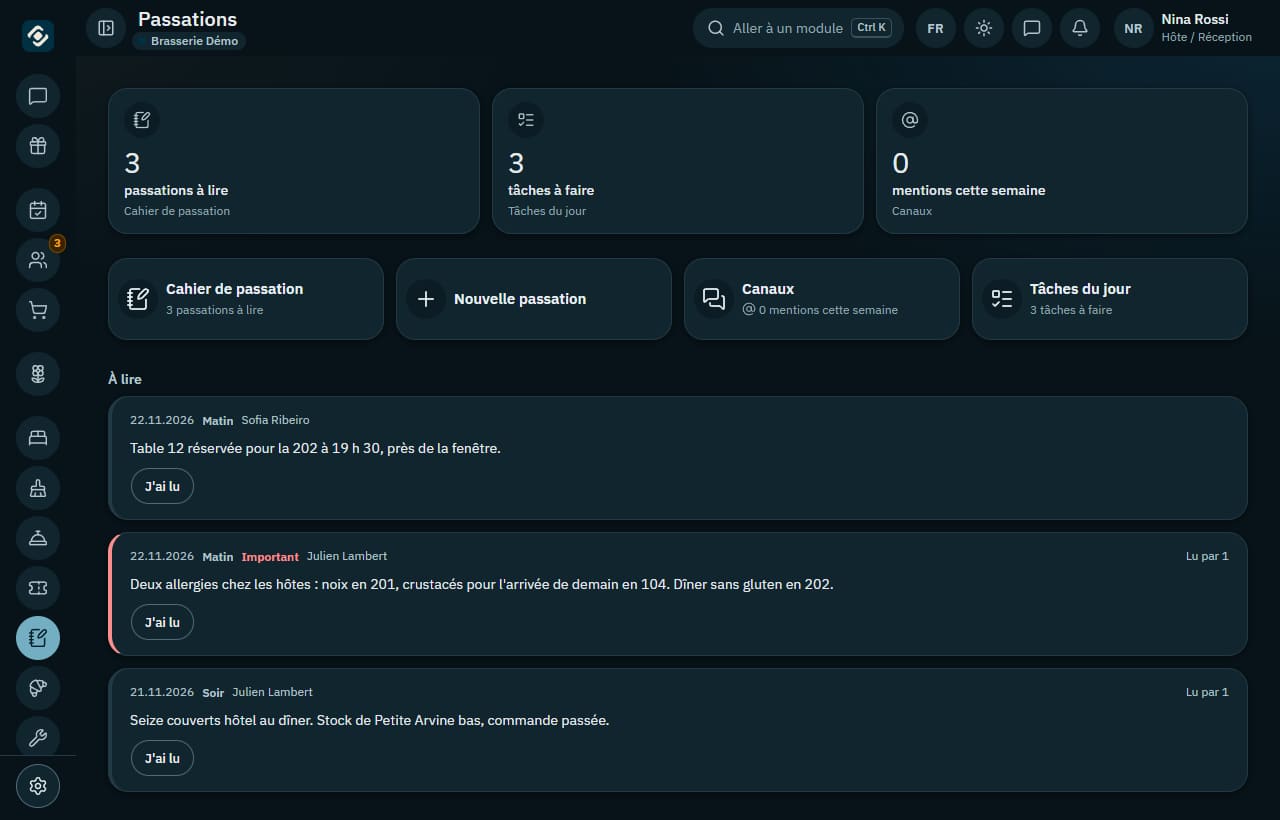 Passations
Brasserie Démo
Aller à un module Ctrl K
FR
NR
Nina Rossi
Hôte / Réception
3
3
passations à lire
Cahier de passation
3
tâches à faire
Tâches du jour
0
mentions cette semaine
Canaux
Cahier de passation
3 passations à lire
Nouvelle passation
Canaux
@ 0 mentions cette semaine
Tâches du jour
3 tâches à faire
À lire
22.11.2026 Matin Sofia Ribeiro
Table 12 réservée pour la 202 à 19 h 30, près de la fenêtre.
J'ai lu
22.11.2026 Matin Important Julien Lambert Lu par 1
Deux allergies chez les hôtes : noix en 201, crustacés pour l'arrivée de demain en 104. Dîner sans gluten en 202.
J'ai lu
21.11.2026 Soir Julien Lambert Lu par 1
Seize couverts hôtel au dîner. Stock de Petite Arvine bas, commande passée.
J'ai lu